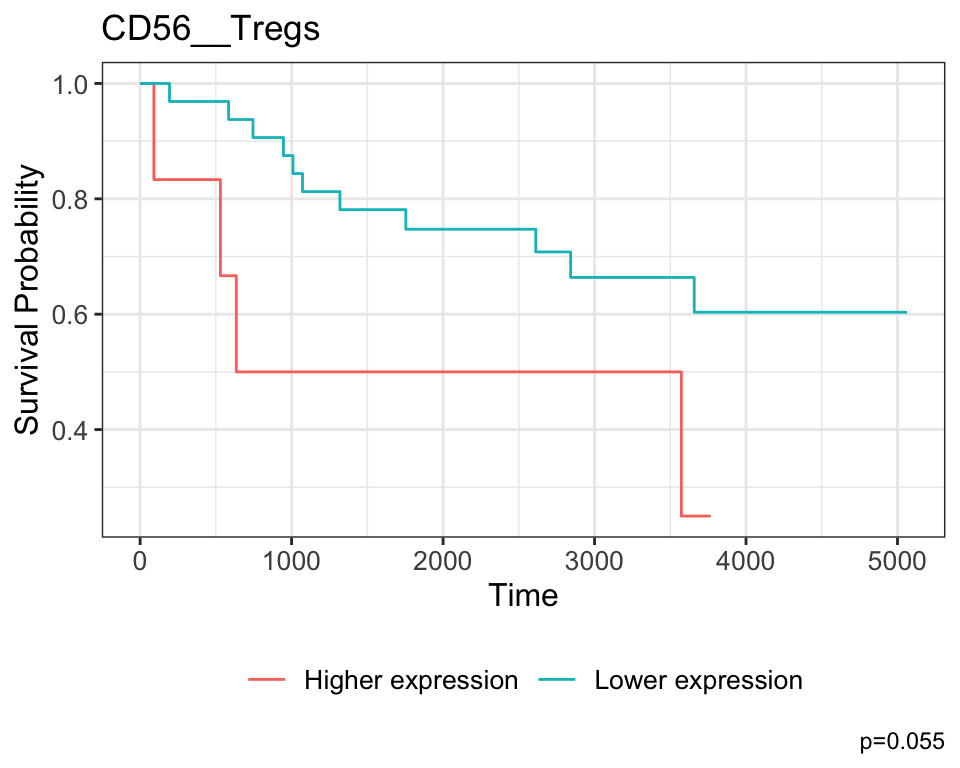 CD56__Tregs
Survival Probability
1.0
0.8
0.6
0.4
0 1000 2000 3000 4000 5000
Time
Higher expression Lower expression
p=0.055